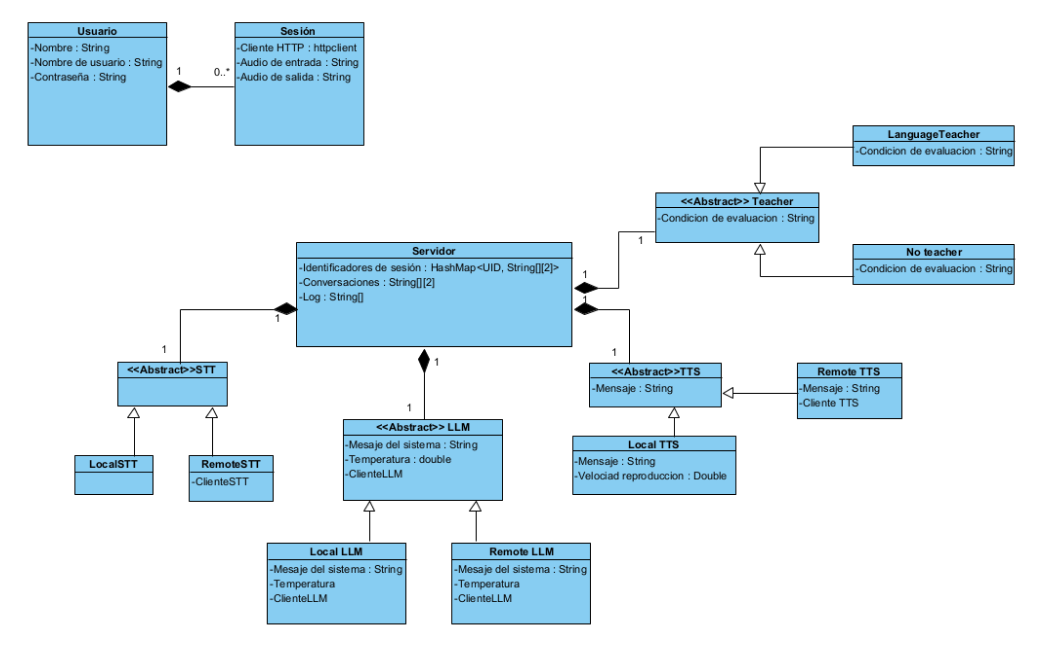 Usuario
-Nombre : String
-Nombre de usuario : String
-Contraseña : String
1
0..*
Sesión
-Cliente HTTP : httpclient
-Audio de entrada : String
-Audio de salida : String
LanguageTeacher
-Condicion de evaluacion : String
<<Abstract>> Teacher
-Condicion de evaluacion : String
No teacher
-Condicion de evaluacion : String
1
1
Servidor
-Identificadores de sesión : HashMap<UID, String[][2]>
-Conversaciones : String[][2]
-Log : String[]
1
1
1
1
1
1
<<Abstract>>STT
LocalSTT
RemoteSTT
-ClienteSTT
<<Abstract>> LLM
-Mesaje del sistema : String
-Temperatura : double
-ClienteLLM
Local LLM
-Mesaje del sistema : String
-Temperatura
-ClienteLLM
Remote LLM
-Mesaje del sistema : String
-Temperatura
-ClienteLLM
<<Abstract>>TTS
-Mensaje : String
Remote TTS
-Mensaje : String
-Cliente TTS
Local TTS
-Mensaje : String
-Velociad reproduccion : Double